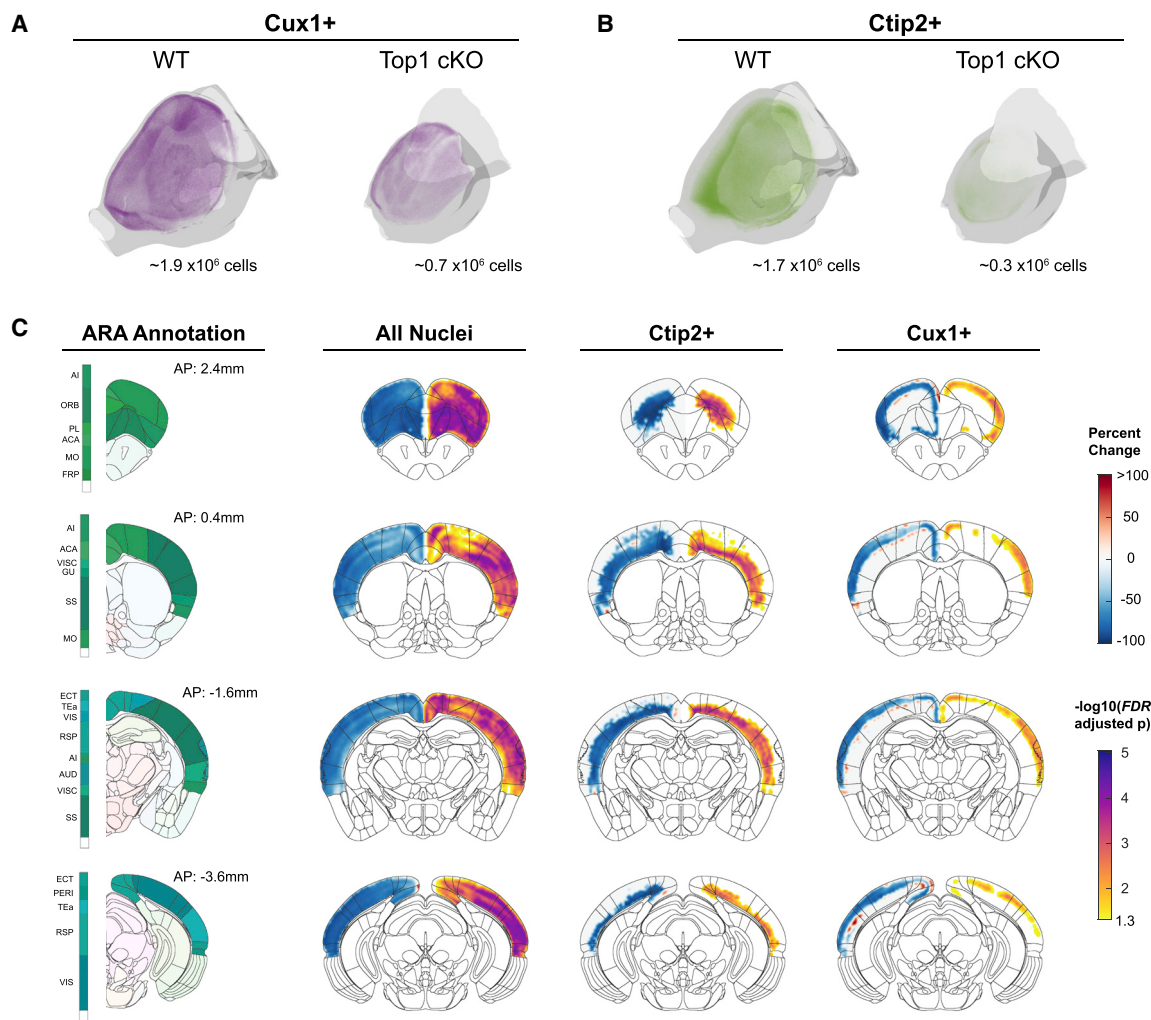 A
Cux1+
WT
Top1 cKO
~1.9 x10⁶ cells
~0.7 x10⁶ cells
B
Ctip2+
WT
Top1 cKO
~1.7 x10⁶ cells
~0.3 x10⁶ cells
C
ARA Annotation
All Nuclei
Ctip2+
Cux1+
AP: 2.4mm
AI
ORB
PL
ACA
MO
FRP
AP: 0.4mm
AI
ACA
VISC
GU
SS
MO
AP: -1.6mm
ECT
TEa
VIS
RSP
AI
AUD
VISC
SS
AP: -3.6mm
ECT
PERI
TEa
RSP
VIS
Percent
Change
>100
50
0
-50
-100
-log10(FDR
adjusted p)
5
4
3
2
1.3